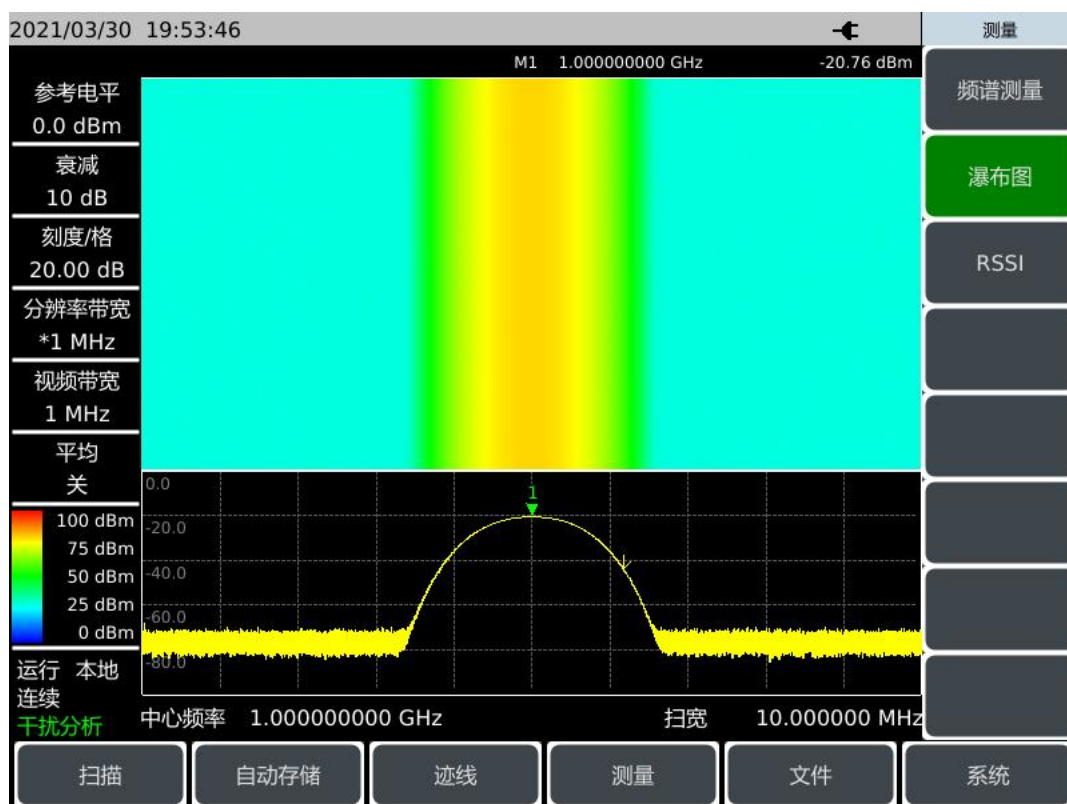 2021/03/30 19:53:46
测量
M1 1.000000000 GHz -20.76 dBm
参考电平
0.0 dBm
衰减
10 dB
刻度/格
20.00 dB
分辨率带宽
*1 MHz
视频带宽
1 MHz
平均
关
100 dBm
75 dBm
50 dBm
25 dBm
0 dBm
运行 本地
连续
干扰分析
0.0
1
-20.0
-40.0
-60.0
-80.0
中心频率 1.000000000 GHz 扫宽 10.000000 MHz
频谱测量
瀑布图
RSSI
扫描 自动存储 迹线 测量 文件 系统